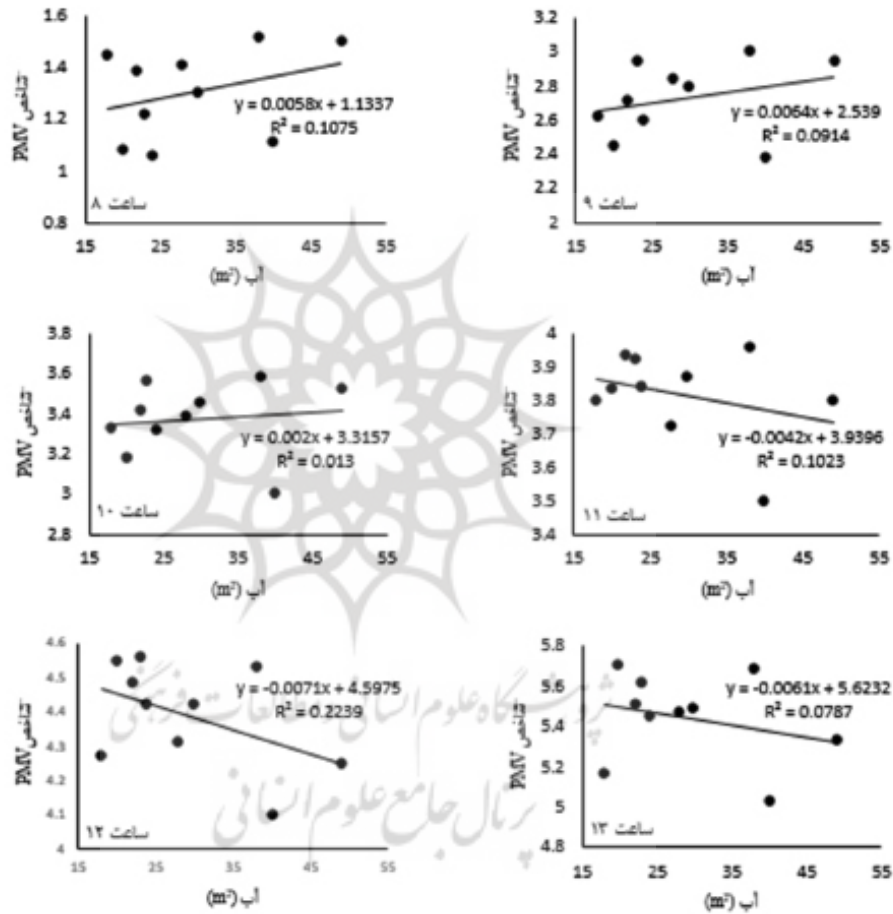 شاخص PMV
1.6
1.4
1.2
1
0.8
y = 0.0058x + 1.1337
R² = 0.1075
ساعت ۸
15 25 35 45 55
آب (m²)
شاخص PMV
3.2
3
2.8
2.6
2.4
2.2
2
y = 0.0064x + 2.539
R² = 0.0914
ساعت ۹
15 25 35 45 55
آب (m²)
شاخص PMV
3.8
3.6
3.4
3.2
3
2.8
y = 0.002x + 3.3157
R² = 0.013
ساعت ۱۰
15 25 35 45 55
آب (m²)
شاخص PMV
4
3.9
3.8
3.7
3.6
3.5
3.4
y = -0.0042x + 3.9396
R² = 0.1023
ساعت ۱۱
15 25 35 45 55
آب (m²)
شاخص PMV
4.6
4.5
4.4
4.3
4.2
4.1
4
y = -0.0071x + 4.5975
R² = 0.2239
ساعت ۱۲
15 25 35 45 55
آب (m²)
شاخص PMV
5.8
5.6
5.4
5.2
5
4.8
y = -0.0061x + 5.6232
R² = 0.0787
ساعت ۱۳
15 25 35 45 55
آب (m²)
پژوهشگاه علوم انسانی و مطالعات فرهنگی
پرتال جامع علوم انسانی